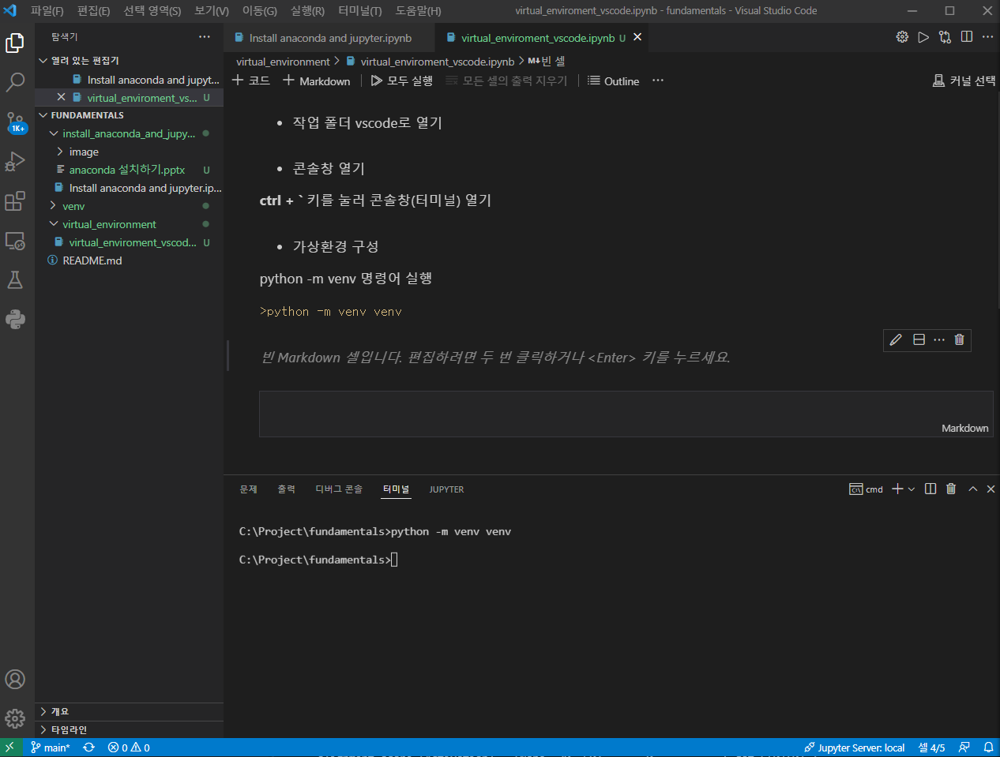 파일(F) 편집(E) 선택 영역(S) 보기(V) 이동(G) 실행(R) 터미널(T) 도움말(H) virtual_enviroment_vscode.ipynb - fundamentals - Visual Studio Code
탐색기
Install anaconda and jupyter.ipynb virtual_enviroment_vscode.ipynb U
열려 있는 편집기
Install anaconda and jupyt...
virtual_enviroment_vs... U
FUNDAMENTALS
install_anaconda_and_jupy...
image
anaconda 설치하기.pptx U
Install anaconda and jupyter.ip...
venv
virtual_environment
virtual_enviroment_vscod... U
README.md
개요
타임라인
1K+
virtual_environment > virtual_enviroment_vscode.ipynb > M↓빈 셀
코드 Markdown 모두 실행 모든 셀의 출력 지우기 Outline 커널 선택
작업 폴더 vscode로 열기
콘솔창 열기
ctrl + ` 키를 눌러 콘솔창(터미널) 열기
가상환경 구성
python -m venv 명령어 실행
>python -m venv venv
빈 Markdown 셀입니다. 편집하려면 두 번 클릭하거나 <Enter> 키를 누르세요.
Markdown
문제 출력 디버그 콘솔 터미널 JUPYTER cmd
C:\Project\fundamentals>python -m venv venv
C:\Project\fundamentals>
main* 0 0 Jupyter Server: local 셀 4/5